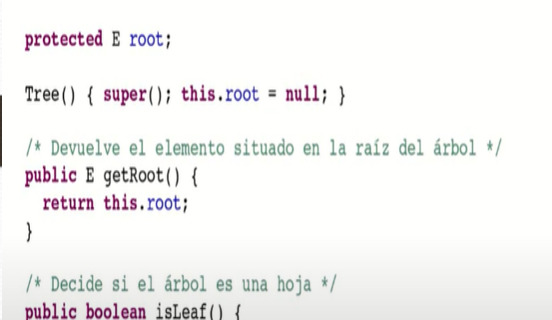 protected E root;
Tree() { super(); this.root = null; }
/* Devuelve el elemento situado en la raíz del árbol */
public E getRoot() {
return this.root;
}
/* Decide si el árbol es una hoja */
public boolean isLeaf() {